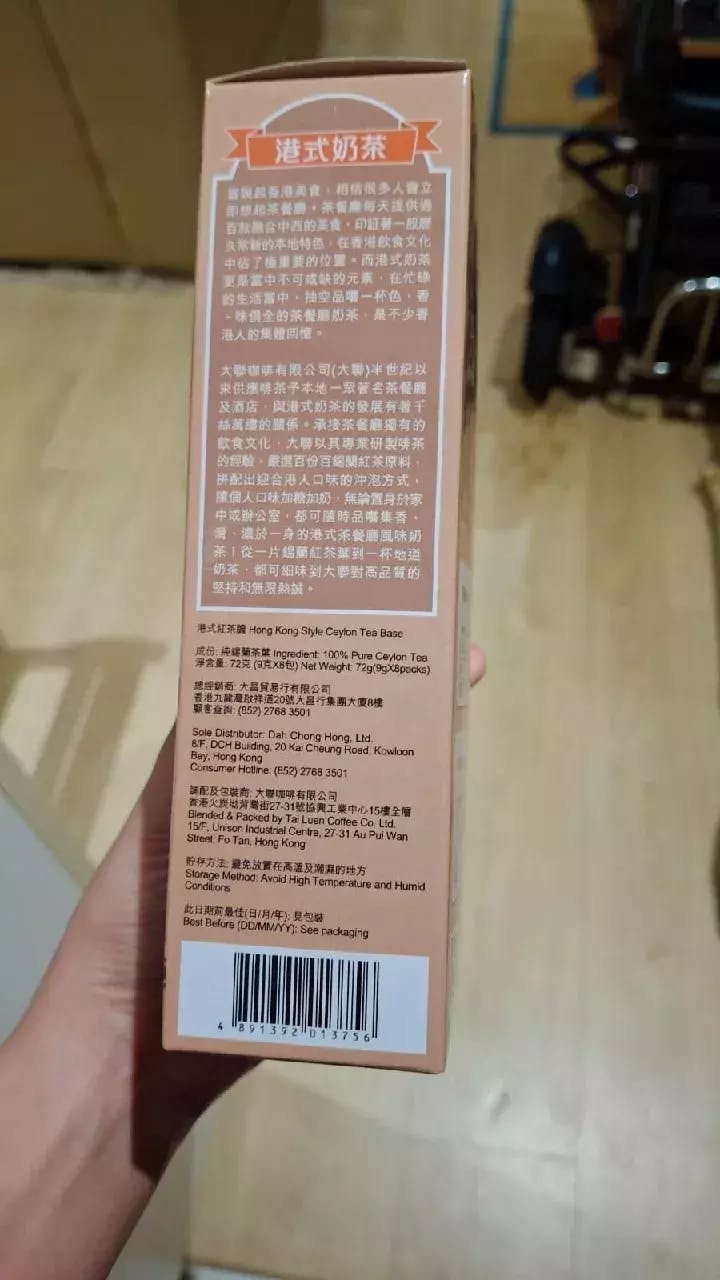 港式奶茶
當說起香港美食，相信很多人會立
即想起茶餐廳。茶餐廳每天提供過
百款融合中西的美食，印証著一股歷
久常新的本地特色，在香港飲食文化
中佔了極重要的位置。而港式奶茶
更是當中不可或缺的元素，在忙碌
的生活當中，抽空品嚐一杯色、香
、味俱全的茶餐廳奶茶，是不少香
港人的集體回憶。
大聯咖啡有限公司(大聯)半世紀以
來供應啡茶予本地一眾著名茶餐廳
及酒店，與港式奶茶的發展有著千
絲萬縷的關係。承接茶餐廳獨有的
飲食文化，大聯以其專業研製啡茶
的經驗，嚴選百份百錫蘭紅茶原料，
拼配出迎合港人口味的沖泡方式，
隨個人口味加糖加奶，無論置身於家
中或辦公室，都可隨時品嚐集香、
滑、濃於一身的港式茶餐廳風味奶
茶！從一片錫蘭紅茶葉到一杯地道
奶茶，都可細味到大聯對高品質的
堅持和無限熱誠。
港式紅茶膽 Hong Kong Style Ceylon Tea Base
成份: 純錫蘭茶葉 Ingredient: 100% Pure Ceylon Tea
淨含量: 72克 (9克X8包) Net Weight: 72g(9gX8packs)
總經銷商: 大昌貿易行有限公司
香港九龍灣啟祥道20號大昌行集團大廈8樓
顧客查詢: (852) 2768 3501
Sole Distributor: Dah Chong Hong, Ltd.
8/F, DCH Building, 20 Kai Cheung Road, Kowloon
Bay, Hong Kong
Consumer Hotline: (852) 2768 3501
調配及包裝商: 大聯咖啡有限公司
香港火炭坳背灣街27-31號協興工業中心15樓全層
Blended & Packed by Tai Luen Coffee Co. Ltd.
15/F, Unison Industrial Centre, 27-31 Au Pui Wan
Street, Fo Tan, Hong Kong
貯存方法: 避免放置在高溫及潮濕的地方
Storage Method: Avoid High Temperature and Humid
Conditions
此日期前最佳(日/月/年): 見包裝
Best Before (DD/MM/YY): See packaging
4 891392 013756